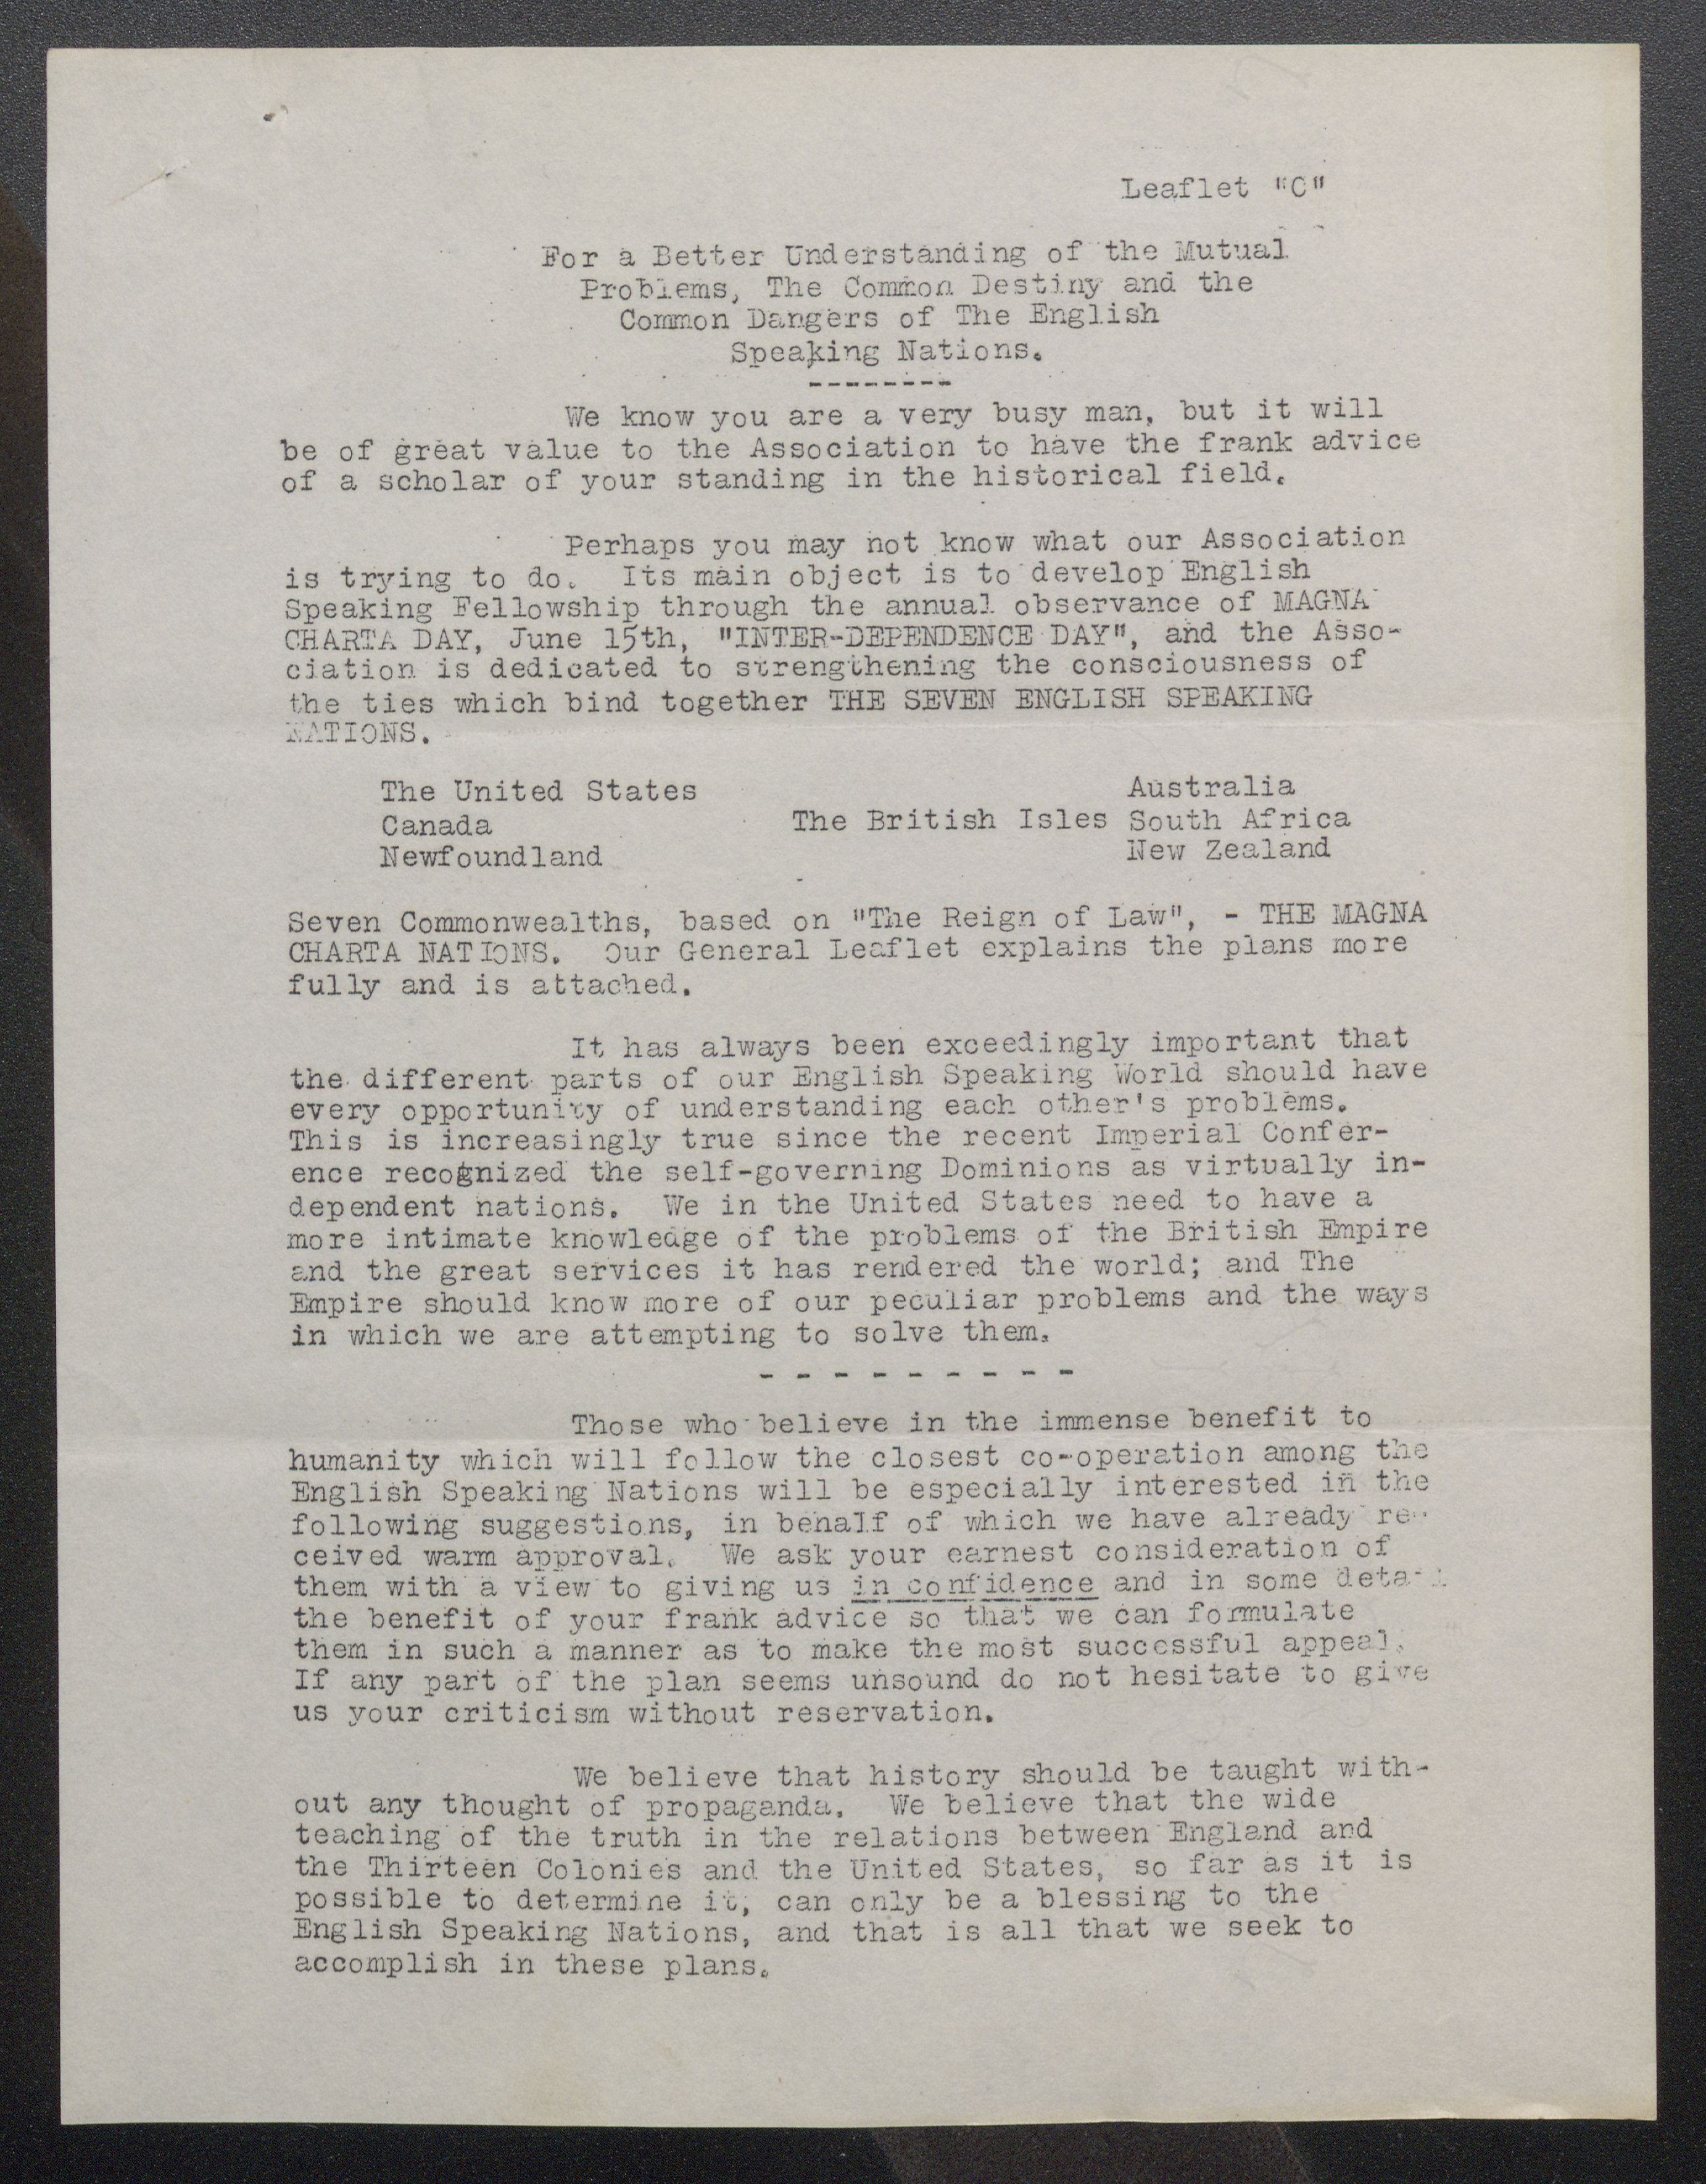 Leaflet "C"
For a Better Understanding of the Mutual
Problems, The Common Destiny and the
Common Dangers of The English
Speaking Nations.
--------
We know you are a very busy man, but it will
be of great value to the Association to have the frank advice
of a scholar of your standing in the historical field.
Perhaps you may not know what our Association
is trying to do. Its main object is to develop English
Speaking Fellowship through the annual observance of MAGNA
CHARTA DAY, June 15th, "INTER-DEPENDENCE DAY", and the Asso-
ciation is dedicated to strengthening the consciousness of
the ties which bind together THE SEVEN ENGLISH SPEAKING
NATIONS.
The United States Australia
Canada The British Isles South Africa
Newfoundland New Zealand
Seven Commonwealths, based on "The Reign of Law", - THE MAGNA
CHARTA NATIONS. Our General Leaflet explains the plans more
fully and is attached.
It has always been exceedingly important that
the different parts of our English Speaking World should have
every opportunity of understanding each other's problems.
This is increasingly true since the recent Imperial Confer-
ence recognized the self-governing Dominions as virtually in-
dependent nations. We in the United States need to have a
more intimate knowledge of the problems of the British Empire
and the great services it has rendered the world; and The
Empire should know more of our peculiar problems and the ways
in which we are attempting to solve them.
- - - - - - - - -
Those who believe in the immense benefit to
humanity which will follow the closest co-operation among the
English Speaking Nations will be especially interested in the
following suggestions, in behalf of which we have already re-
ceived warm approval. We ask your earnest consideration of
them with a view to giving us in confidence and in some detail
the benefit of your frank advice so that we can formulate
them in such a manner as to make the most successful appeal.
If any part of the plan seems unsound do not hesitate to give
us your criticism without reservation.
We believe that history should be taught with-
out any thought of propaganda. We believe that the wide
teaching of the truth in the relations between England and
the Thirteen Colonies and the United States, so far as it is
possible to determine it, can only be a blessing to the
English Speaking Nations, and that is all that we seek to
accomplish in these plans.